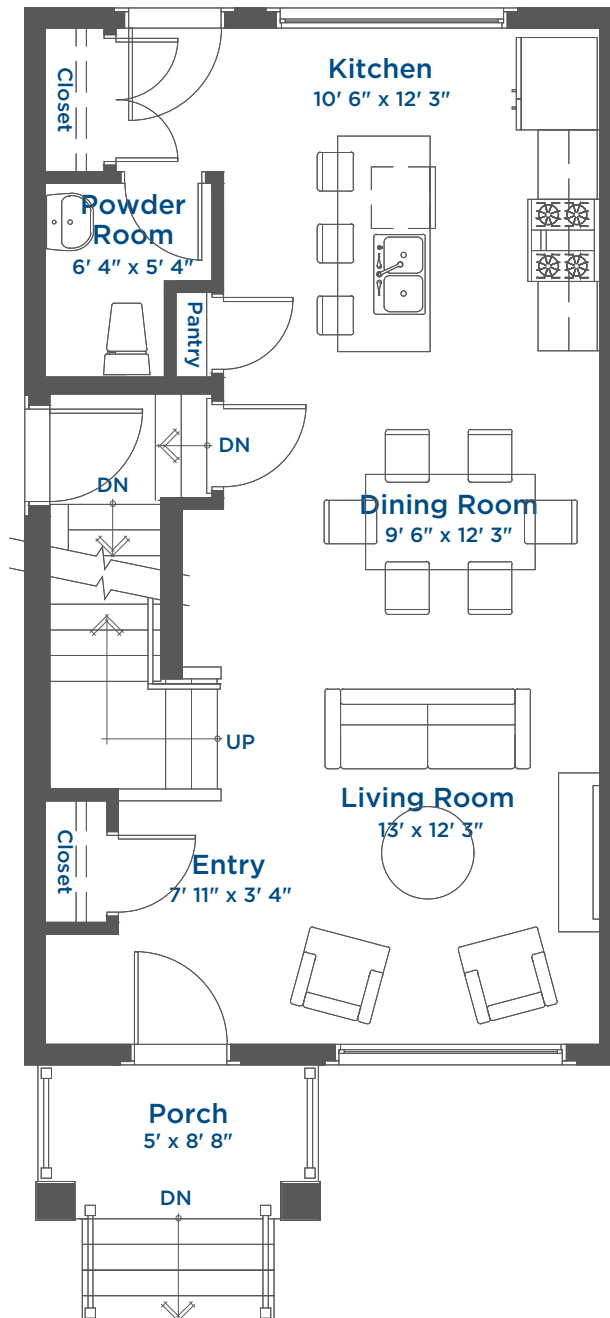 Kitchen
10' 6" x 12' 3"
Closet
Powder
Room
6' 4" x 5' 4"
Pantry
DN
DN
Dining Room
9' 6" x 12' 3"
UP
Living Room
13' x 12' 3"
Closet
Entry
7' 11" x 3' 4"
Porch
5' x 8' 8"
DN